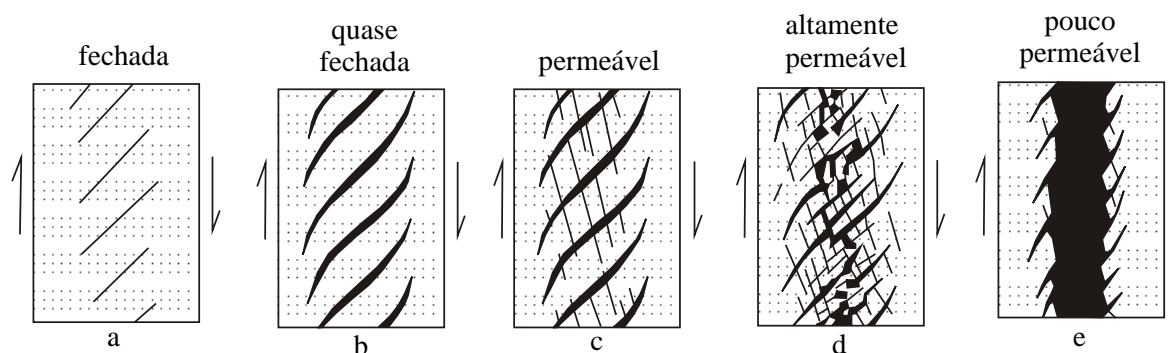 fechada
quase
fechada
permeável
altamente
permeável
pouco
permeável
a
b
c
d
e